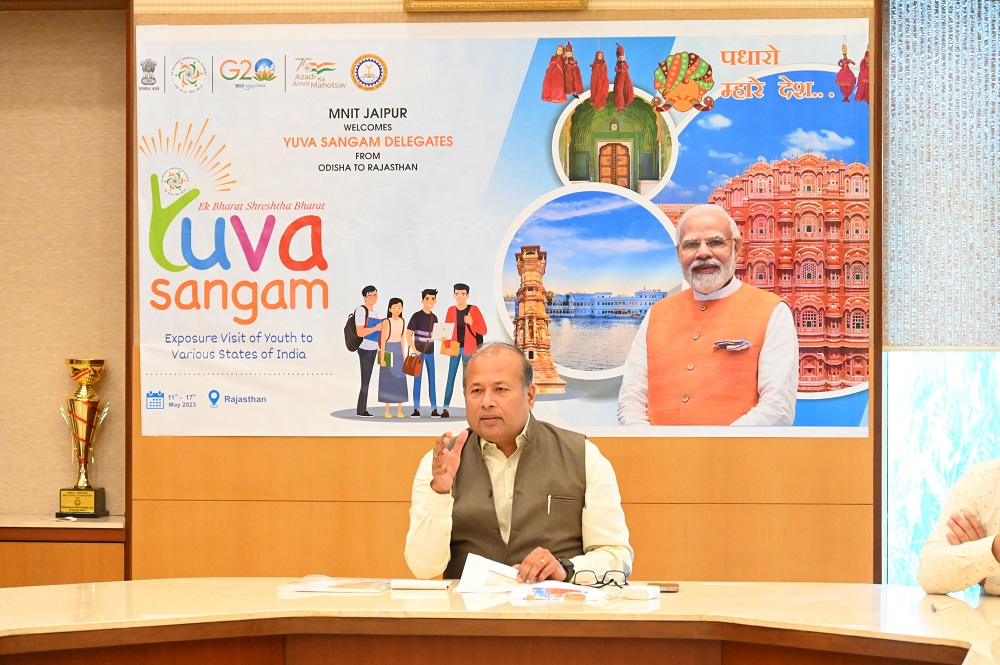 G20
75
Azadi Ka
Amrit Mahotsav
MNIT JAIPUR
WELCOMES
YUVA SANGAM DELEGATES
FROM
ODISHA TO RAJASTHAN
पधारो
म्हारे देश..
Ek Bharat Shreshtha Bharat
Yuva
sangam
Exposure Visit of Youth to
Various States of India
11th - 17th
May 2023
Rajasthan